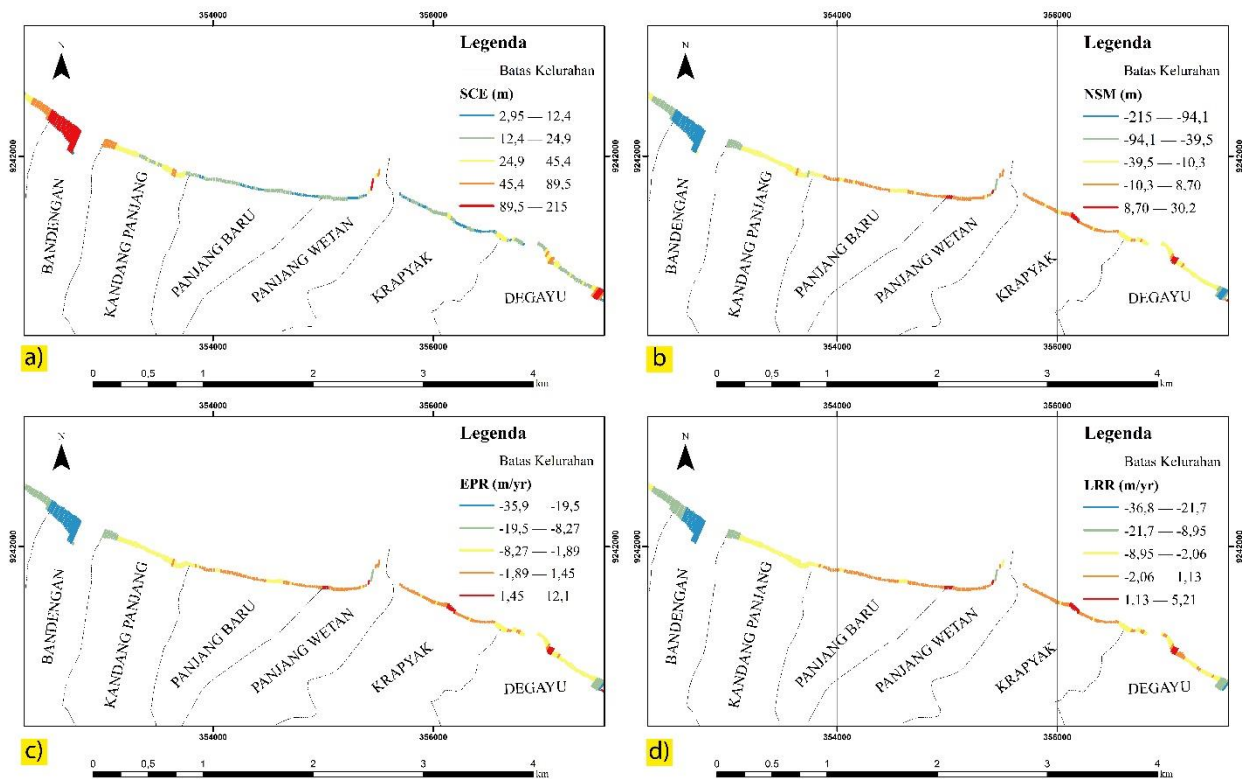 354000 356000
Legenda
Batas Kelurahan
SCE (m)
2,95 — 12,4
12,4 — 24,9
24,9 45,4
45,4 89,5
89,5 — 215
N
9242000
BANDENGAN
KANDANG PANJANG
PANJANG BARU
PANJANG WETAN
KRAPYAK
DEGAYU
a)
354000 356000
0 0,5 1 2 3 4
km
354000 356000
Legenda
Batas Kelurahan
NSM (m)
-215 — -94,1
-94,1 — -39,5
-39,5 — -10,3
-10,3 — 8,70
8,70 — 30,2
N
9242000
BANDENGAN
KANDANG PANJANG
PANJANG BARU
PANJANG WETAN
KRAPYAK
DEGAYU
b
354000 356000
0 0,5 1 2 3 4
km
354000 356000
Legenda
Batas Kelurahan
EPR (m/yr)
-35,9 -19,5
-19,5 — -8,27
-8,27 — -1,89
-1,89 — 1,45
1,45 12,1
N
9242000
BANDENGAN
KANDANG PANJANG
PANJANG BARU
PANJANG WETAN
KRAPYAK
DEGAYU
c)
354000 356000
0 0,5 1 2 3 4
km
354000 356000
Legenda
Batas Kelurahan
LRR (m/yr)
-36,8 — -21,7
-21,7 — -8,95
-8,95 — -2,06
-2,06 1,13
1,13 — 5,21
N
9242000
BANDENGAN
KANDANG PANJANG
PANJANG BARU
PANJANG WETAN
KRAPYAK
DEGAYU
d)
354000 356000
0 0,5 1 2 3 4
km